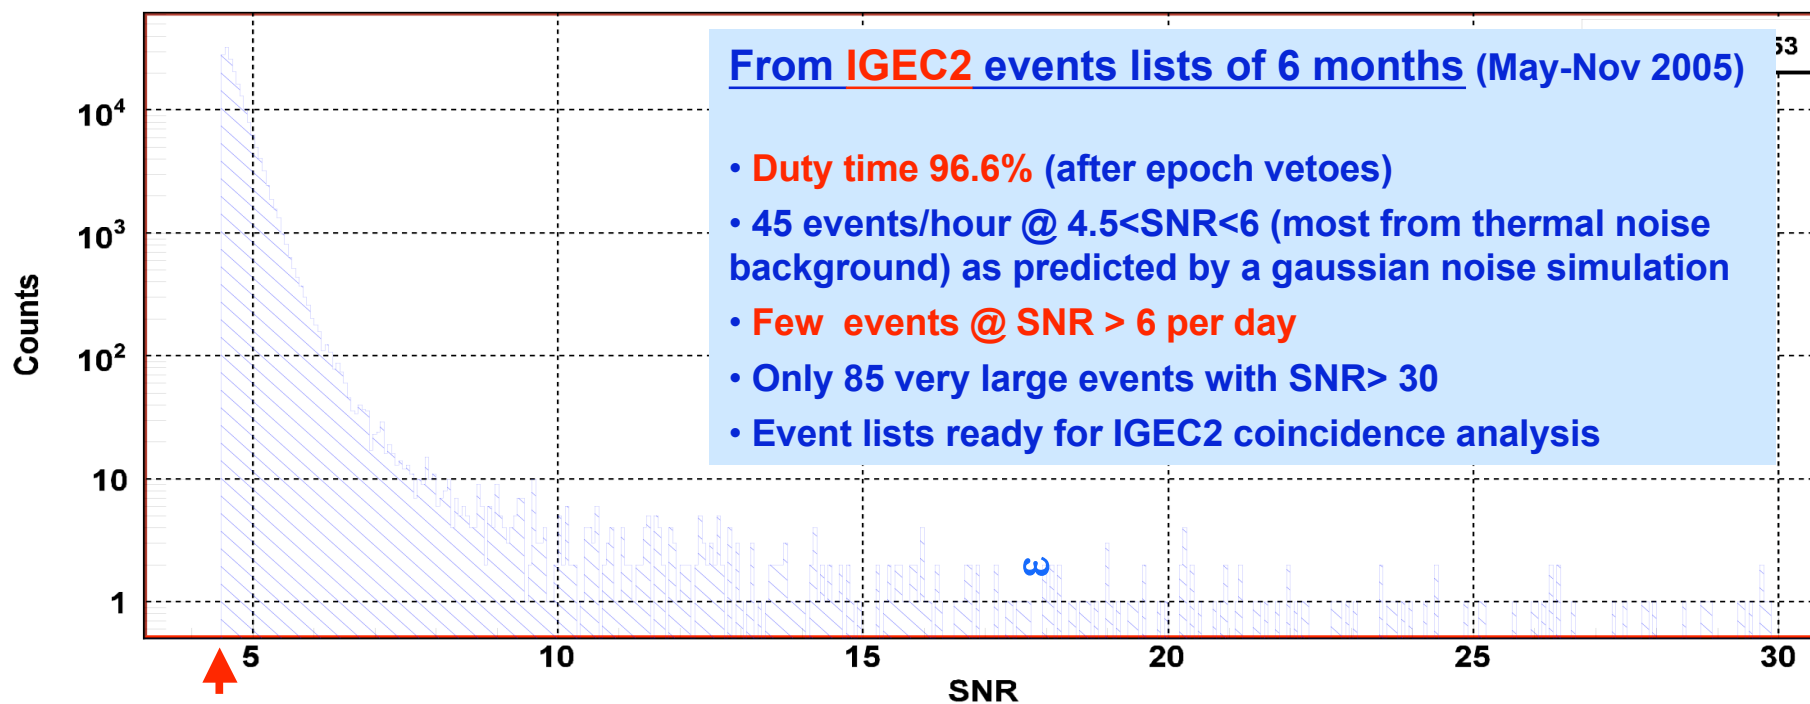 53
From IGEC2 events lists of 6 months (May-Nov 2005)
• Duty time 96.6% (after epoch vetoes)
• 45 events/hour @ 4.5<SNR<6 (most from thermal noise
background) as predicted by a gaussian noise simulation
• Few events @ SNR > 6 per day
• Only 85 very large events with SNR> 30
• Event lists ready for IGEC2 coincidence analysis
Counts
10⁴
10³
10²
10
1
ε
5 10 15 20 25 30
SNR